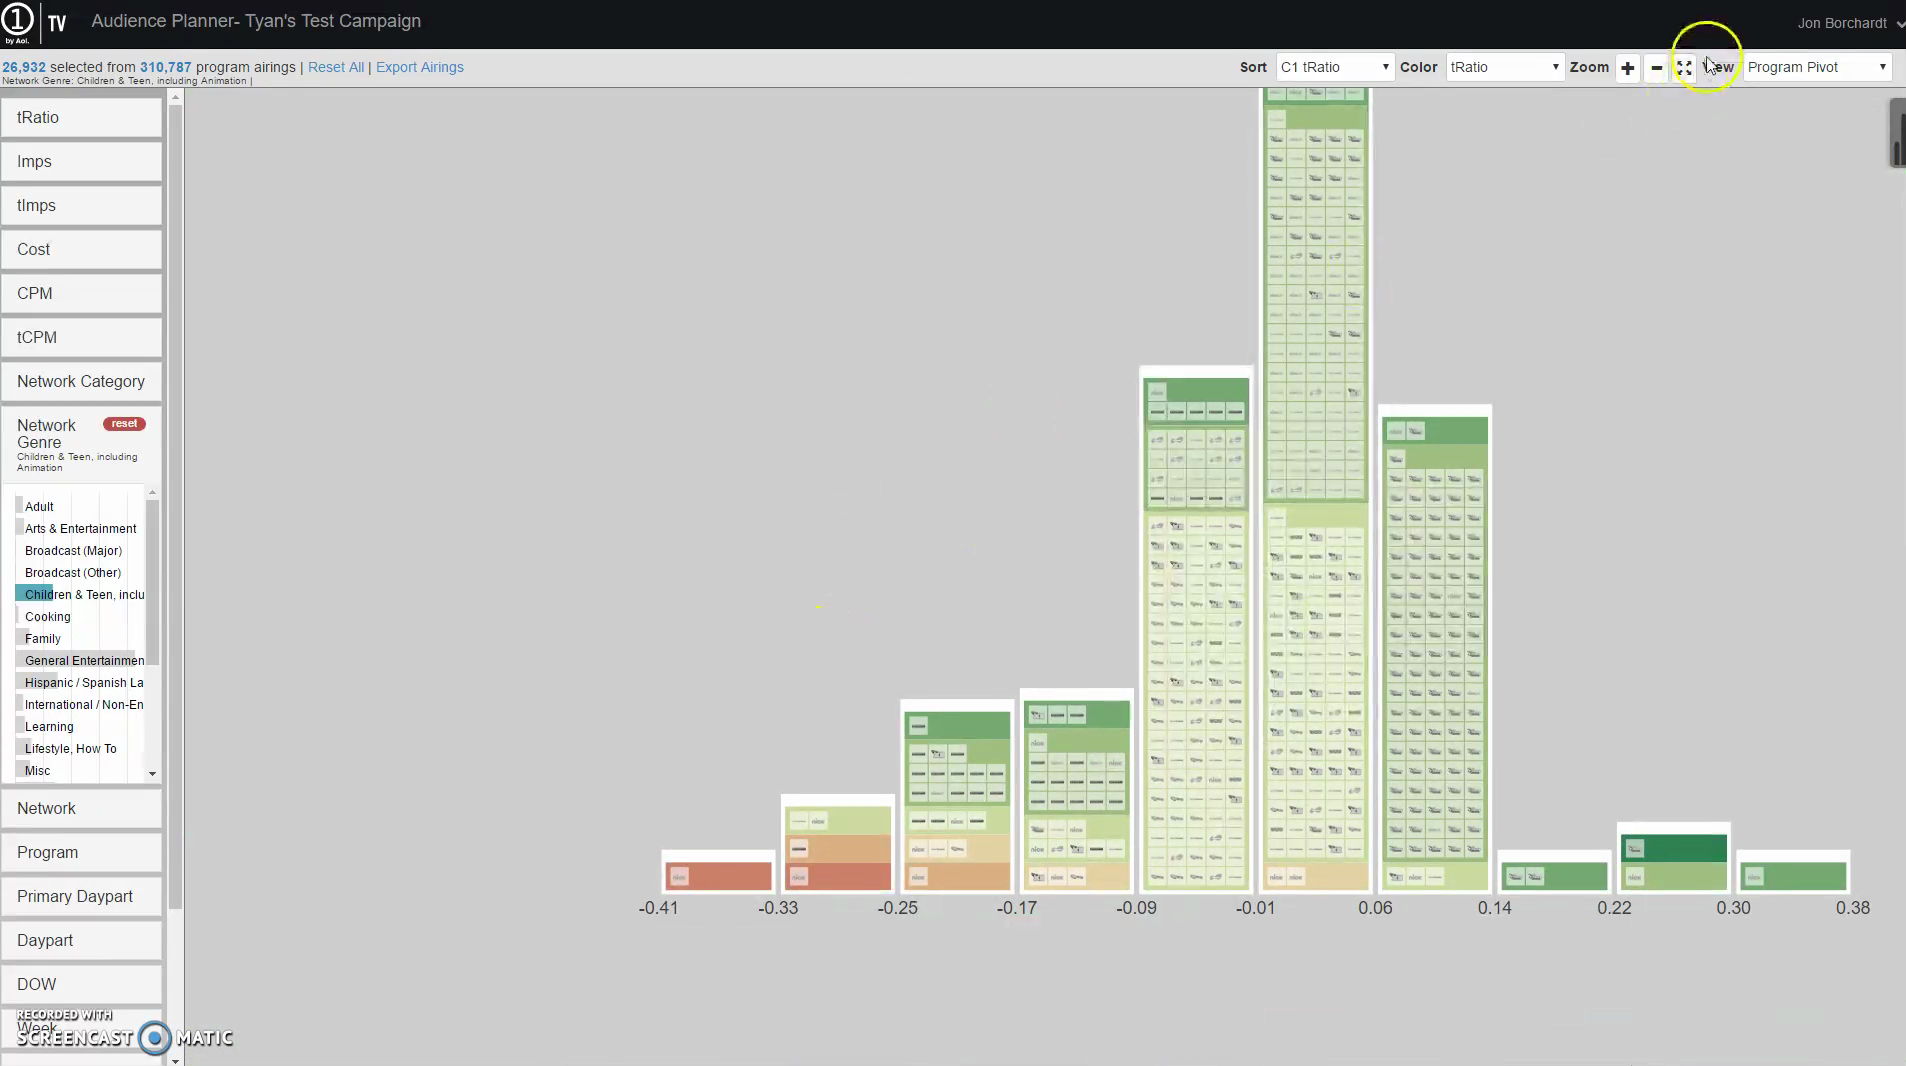 1 TV
by Aol.
Audience Planner- Tyan's Test Campaign
Jon Borchardt
26,932 selected from 310,787 program airings | Reset All | Export Airings
Network Genre: Children & Teen, including Animation |
Sort C1 tRatio Color tRatio Zoom + - View Program Pivot
tRatio
Imps
tImps
Cost
CPM
tCPM
Network Category
Network Genre reset
Children & Teen, including
Animation
Adult
Arts & Entertainment
Broadcast (Major)
Broadcast (Other)
Children & Teen, inclu
Cooking
Family
General Entertainmen
Hispanic / Spanish La
International / Non-En
Learning
Lifestyle, How To
Misc
Network
Program
Primary Daypart
Daypart
DOW
Week
RECORDED WITH
SCREENCAST MATIC
-0.41 -0.33 -0.25 -0.17 -0.09 -0.01 0.06 0.14 0.22 0.30 0.38